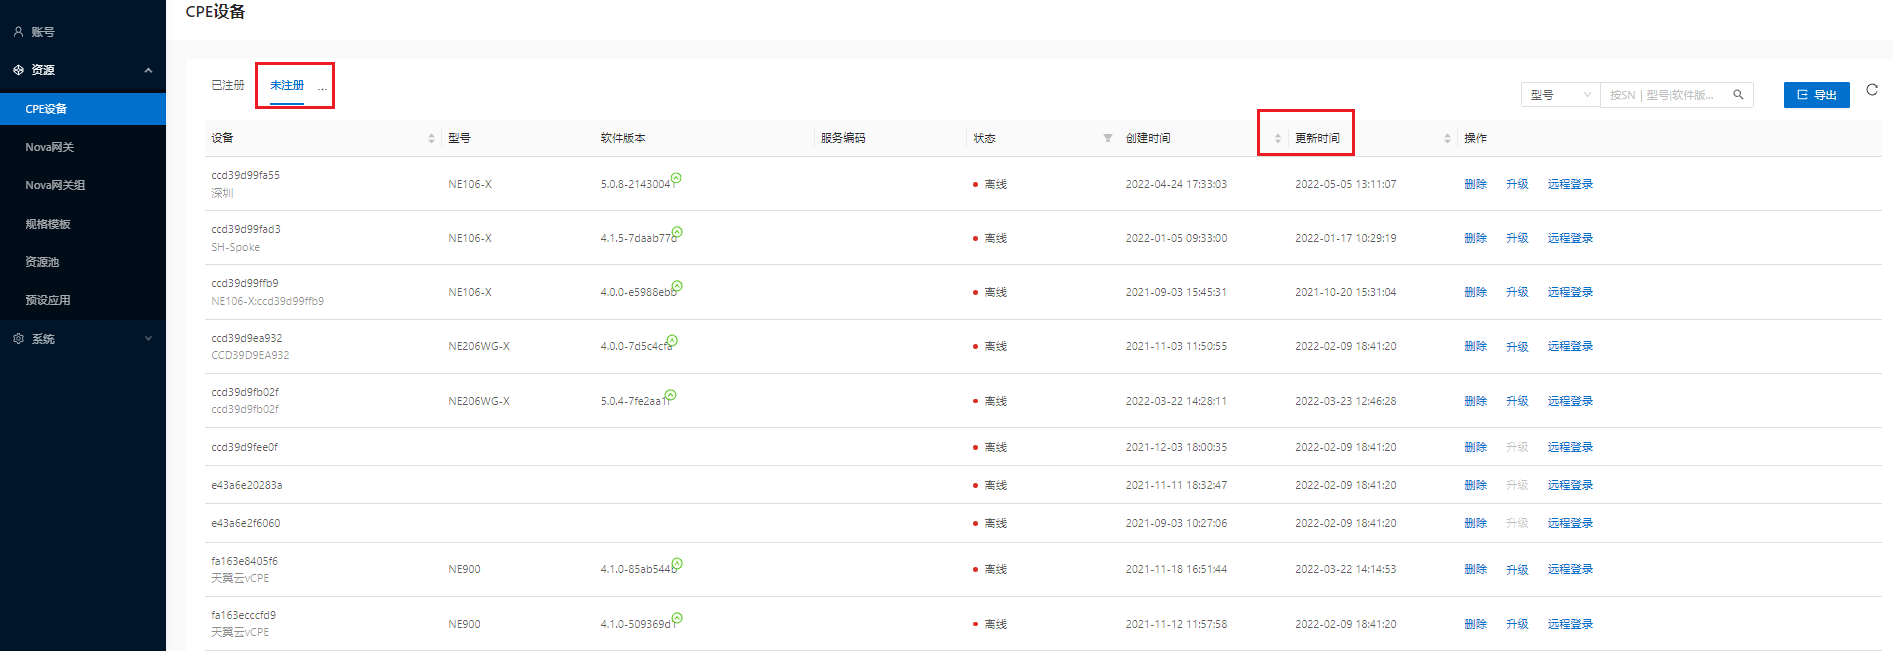 CPE设备
账号
资源
CPE设备
Nova网关
Nova网关组
规格模板
资源池
预设应用
系统
已注册 未注册 ...
型号 按SN | 型号|软件版... 导出
设备 型号 软件版本 服务编码 状态 创建时间 更新时间 操作
ccd39d99fa55
深圳
NE106-X 5.0.8-21430041 离线 2022-04-24 17:33:03 2022-05-05 13:11:07 删除 升级 远程登录
ccd39d99fad3
SH-Spoke
NE106-X 4.1.5-7daab77d 离线 2022-01-05 09:33:00 2022-01-17 10:29:19 删除 升级 远程登录
ccd39d99ffb9
NE106-X:ccd39d99ffb9
NE106-X 4.0.0-e5988ebb 离线 2021-09-03 15:45:31 2021-10-20 15:31:04 删除 升级 远程登录
ccd39d9ea932
CCD39D9EA932
NE206WG-X 4.0.0-7d5c4cfa 离线 2021-11-03 11:50:55 2022-02-09 18:41:20 删除 升级 远程登录
ccd39d9fb02f
ccd39d9fb02f
NE206WG-X 5.0.4-7fe2aa1f 离线 2022-03-22 14:28:11 2022-03-23 12:46:28 删除 升级 远程登录
ccd39d9fee0f 离线 2021-12-03 18:00:35 2022-02-09 18:41:20 删除 升级 远程登录
e43a6e20283a 离线 2021-11-11 18:32:47 2022-02-09 18:41:20 删除 升级 远程登录
e43a6e2f6060 离线 2021-09-03 10:27:06 2022-02-09 18:41:20 删除 升级 远程登录
fa163e8405f6
天翼云vCPE
NE900 4.1.0-85ab544b 离线 2021-11-18 16:51:44 2022-03-22 14:14:53 删除 升级 远程登录
fa163ecccfd9
天翼云vCPE
NE900 4.1.0-509369d1 离线 2021-11-12 11:57:58 2022-02-09 18:41:20 删除 升级 远程登录